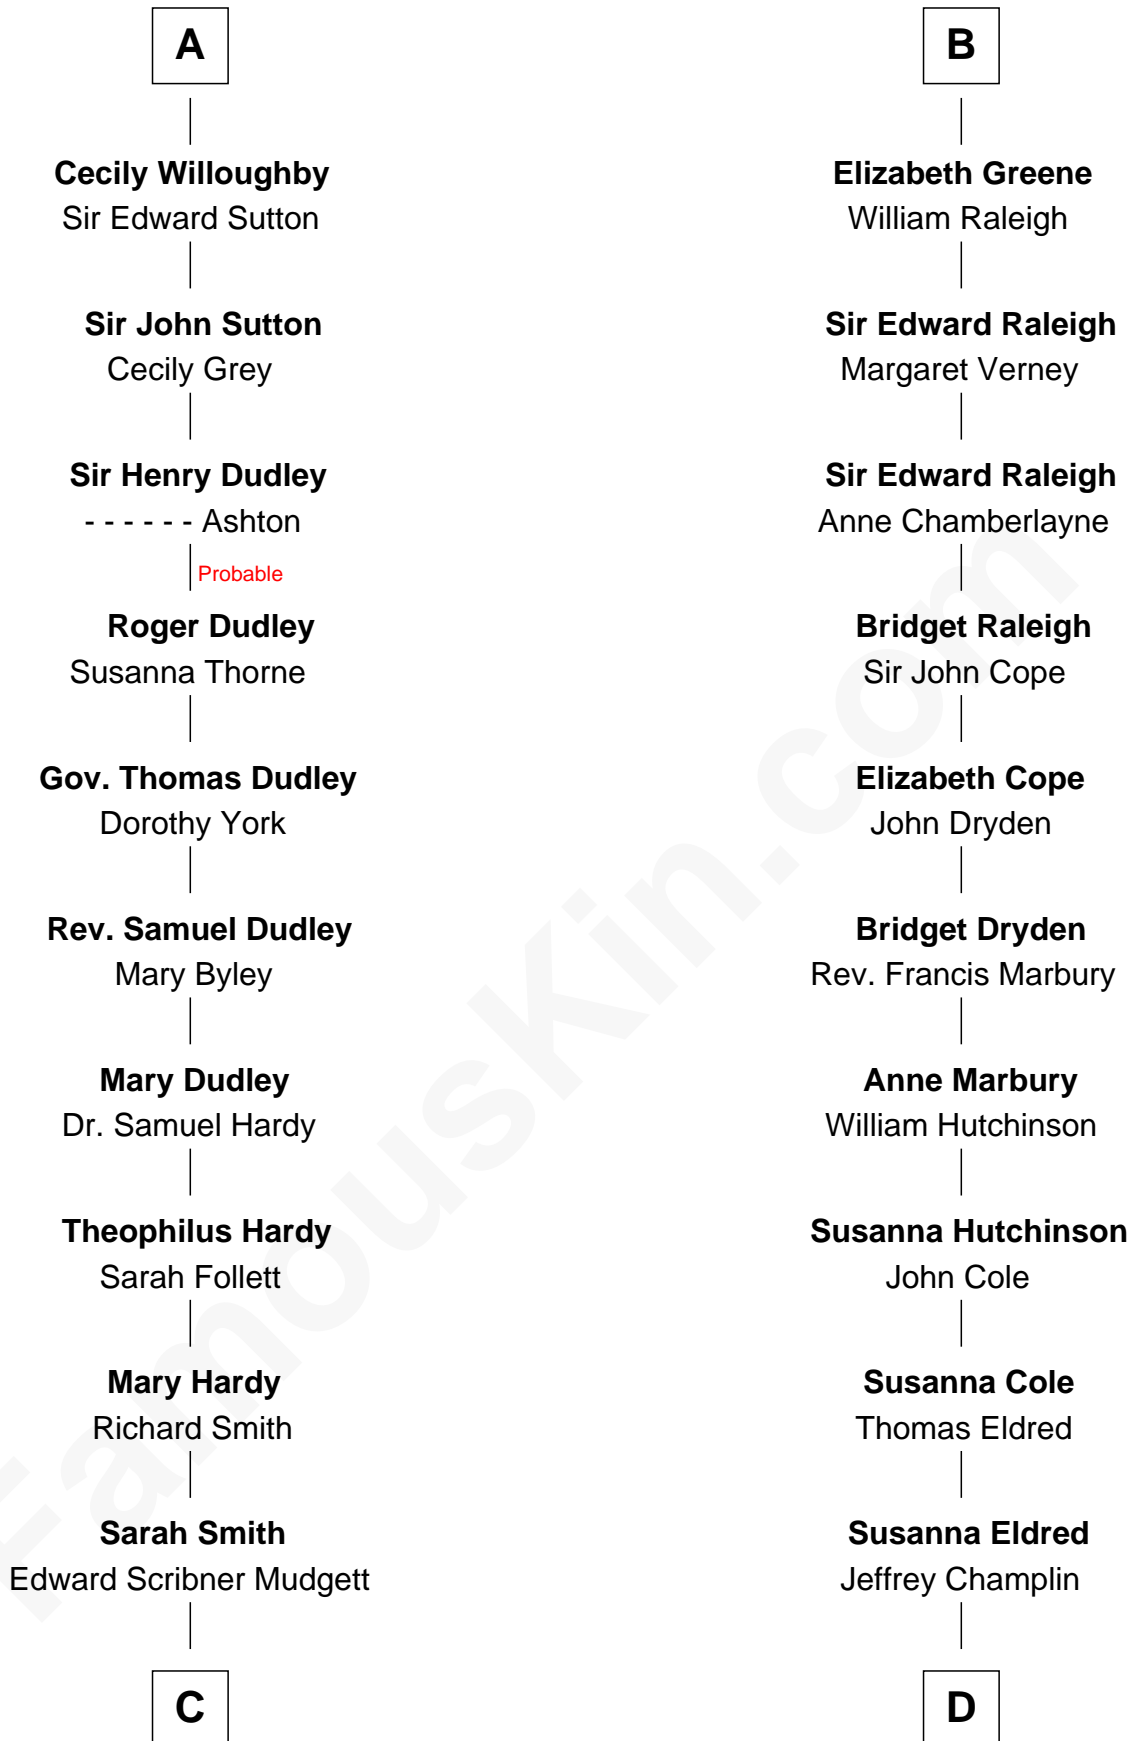 A
Cecily Willoughby
Sir Edward Sutton
Sir John Sutton
Cecily Grey
Sir Henry Dudley
- - - - - - Ashton
Probable
Roger Dudley
Susanna Thorne
Gov. Thomas Dudley
Dorothy York
Rev. Samuel Dudley
Mary Byley
Mary Dudley
Dr. Samuel Hardy
Theophilus Hardy
Sarah Follett
Mary Hardy
Richard Smith
Sarah Smith
Edward Scribner Mudgett
C
B
Elizabeth Greene
William Raleigh
Sir Edward Raleigh
Margaret Verney
Sir Edward Raleigh
Anne Chamberlayne
Bridget Raleigh
Sir John Cope
Elizabeth Cope
John Dryden
Bridget Dryden
Rev. Francis Marbury
Anne Marbury
William Hutchinson
Susanna Hutchinson
John Cole
Susanna Cole
Thomas Eldred
Susanna Eldred
Jeffrey Champlin
D
FamousKin.com